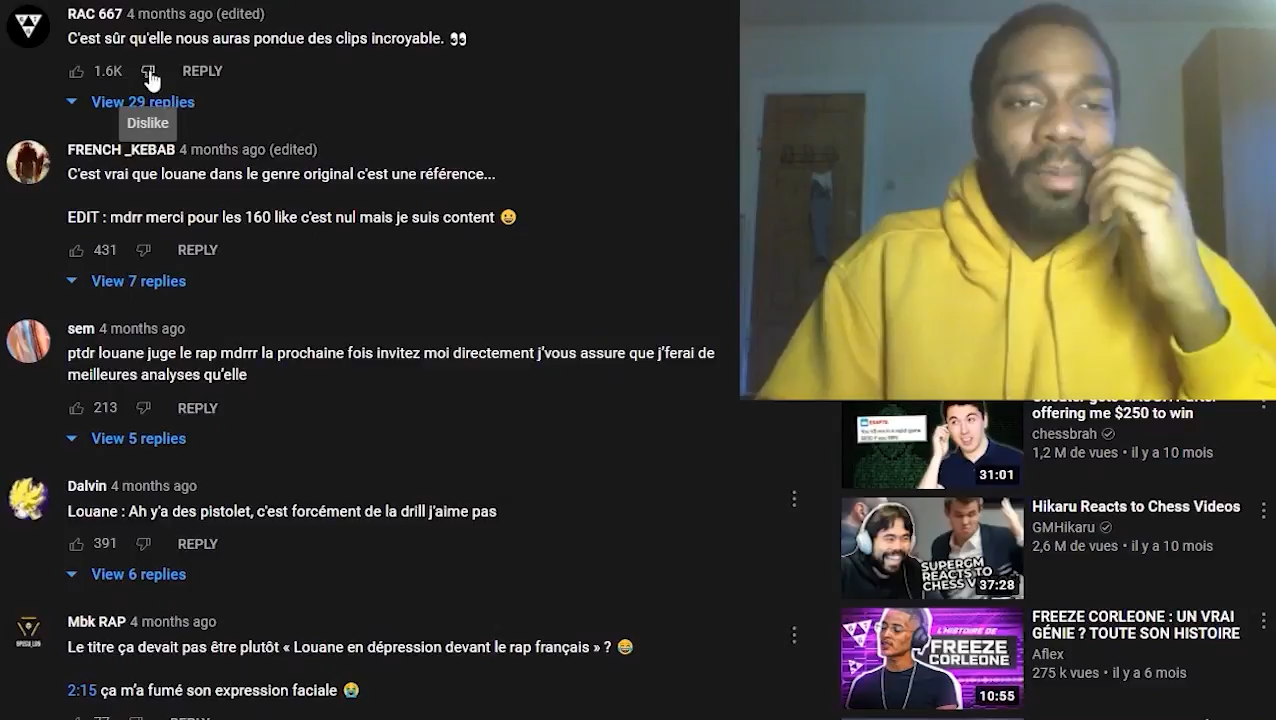 RAC 667 4 months ago (edited)
C'est sûr qu'elle nous auras pondue des clips incroyable. 👀
1.6K REPLY
View 29 replies
Dislike
FRENCH _KEBAB 4 months ago (edited)
C'est vrai que louane dans le genre original c'est une référence...
EDIT : mdrr merci pour les 160 like c'est nul mais je suis content 😀
431 REPLY
View 7 replies
sem 4 months ago
ptdr louane juge le rap mdrrr la prochaine fois invitez moi directement j'vous assure que j'ferai de
meilleures analyses qu'elle
213 REPLY
View 5 replies
Dalvin 4 months ago
Louane : Ah y'a des pistolet, c'est forcément de la drill j'aime pas
391 REPLY
View 6 replies
Mbk RAP 4 months ago
Le titre ça devrait pas être plutôt « Louane en dépression devant le rap français » ? 😂
2:15 ça m'a fumé son expression faciale 😭
offering me $250 to win
chessbrah
1,2 M de vues • il y a 10 mois
31:01
Hikaru Reacts to Chess Videos
GMHikaru
2,6 M de vues • il y a 10 mois
SUPERGM
REACTS TO
CHESS V
37:28
FREEZE CORLEONE : UN VRAI
GÉNIE ? TOUTE SON HISTOIRE
Aflex
275 k vues • il y a 6 mois
L'HISTOIRE DE
FREEZE
CORLEONE
10:55